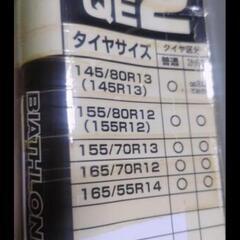 QE2
タイヤサイズ
タイヤ区分
普通
145/80R13
(145R13)
155/80R12
(155R12)
155/70R13
165/70R12
165/55R14
BIATHLON